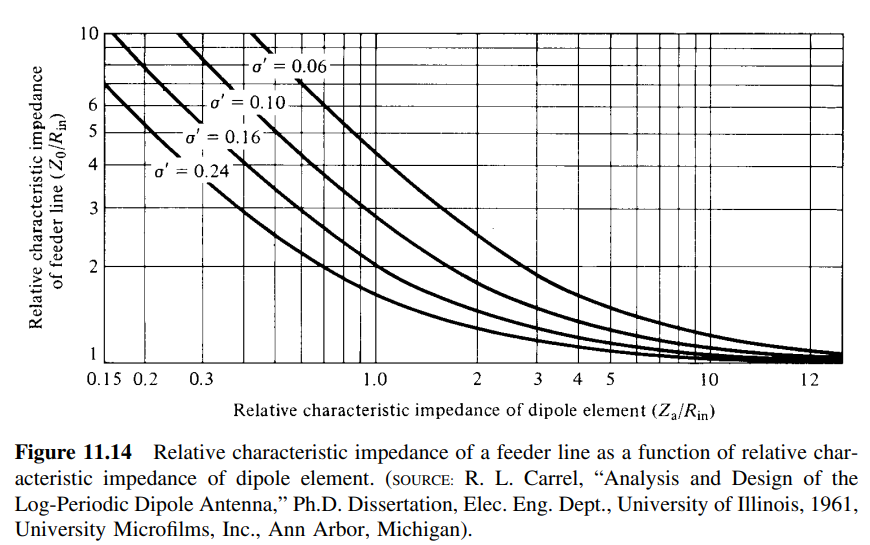 10
6
5
4
3
2
1
Relative characteristic impedance
of feeder line (Z₀/Rᵢₙ)
σ′ = 0.06
σ′ = 0.10
σ′ = 0.16
σ′ = 0.24
0.15 0.2 0.3 1.0 2 3 4 5 10 12
Relative characteristic impedance of dipole element (Zₐ/Rᵢₙ)
Figure 11.14 Relative characteristic impedance of a feeder line as a function of relative char-
acteristic impedance of dipole element. (SOURCE: R. L. Carrel, “Analysis and Design of the
Log-Periodic Dipole Antenna,” Ph.D. Dissertation, Elec. Eng. Dept., University of Illinois, 1961,
University Microfilms, Inc., Ann Arbor, Michigan).